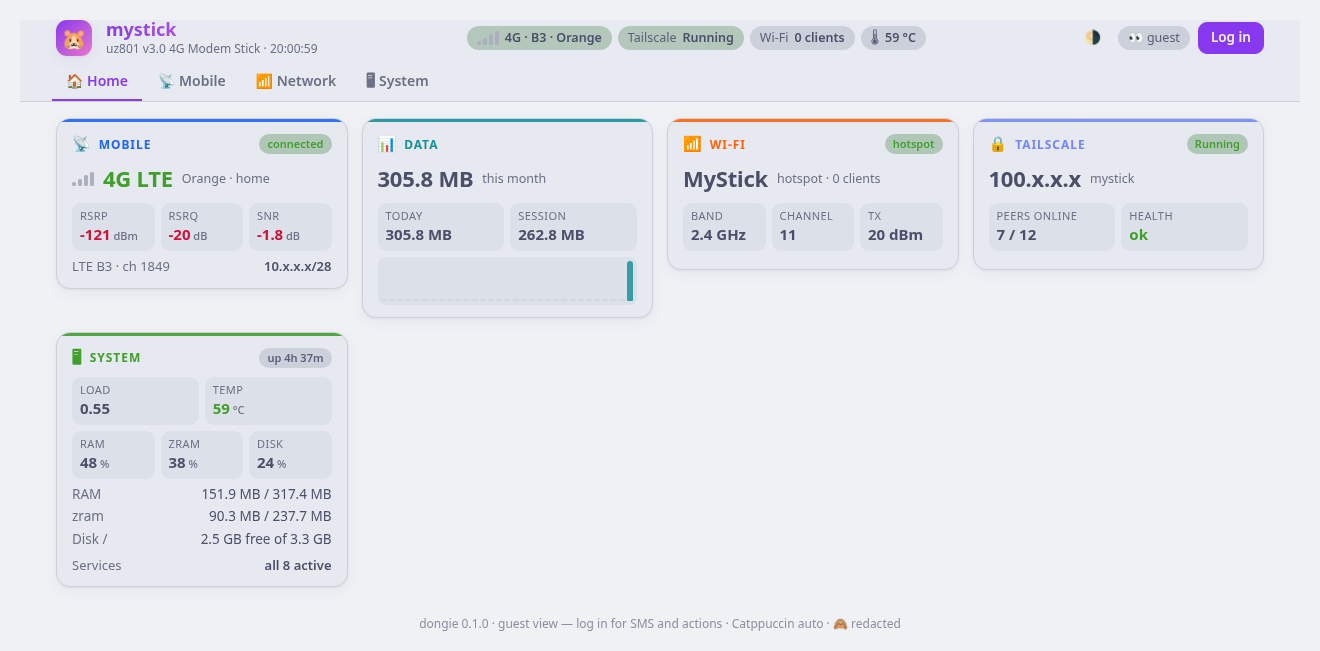 mystick
uz801 v3.0 4G Modem Stick · 20:00:59
4G · B3 · Orange
Tailscale Running
Wi-Fi 0 clients
🌡 59 °C
👀 guest
Log in
🏠 Home
📡 Mobile
📶 Network
🖥 System
📡 MOBILE
connected
4G LTE Orange · home
RSRP
-121 dBm
RSRQ
-20 dB
SNR
-1.8 dB
LTE B3 · ch 1849
10.x.x.x/28
📊 DATA
305.8 MB this month
TODAY
305.8 MB
SESSION
262.8 MB
📶 WI-FI
hotspot
MyStick hotspot · 0 clients
BAND
2.4 GHz
CHANNEL
11
TX
20 dBm
🔒 TAILSCALE
Running
100.x.x.x mystick
PEERS ONLINE
7 / 12
HEALTH
ok
🖥 SYSTEM
up 4h 37m
LOAD
0.55
TEMP
59 °C
RAM
48 %
ZRAM
38 %
DISK
24 %
RAM 151.9 MB / 317.4 MB
zram 90.3 MB / 237.7 MB
Disk / 2.5 GB free of 3.3 GB
Services all 8 active
dongie 0.1.0 · guest view — log in for SMS and actions · Catppuccin auto · 🙈 redacted